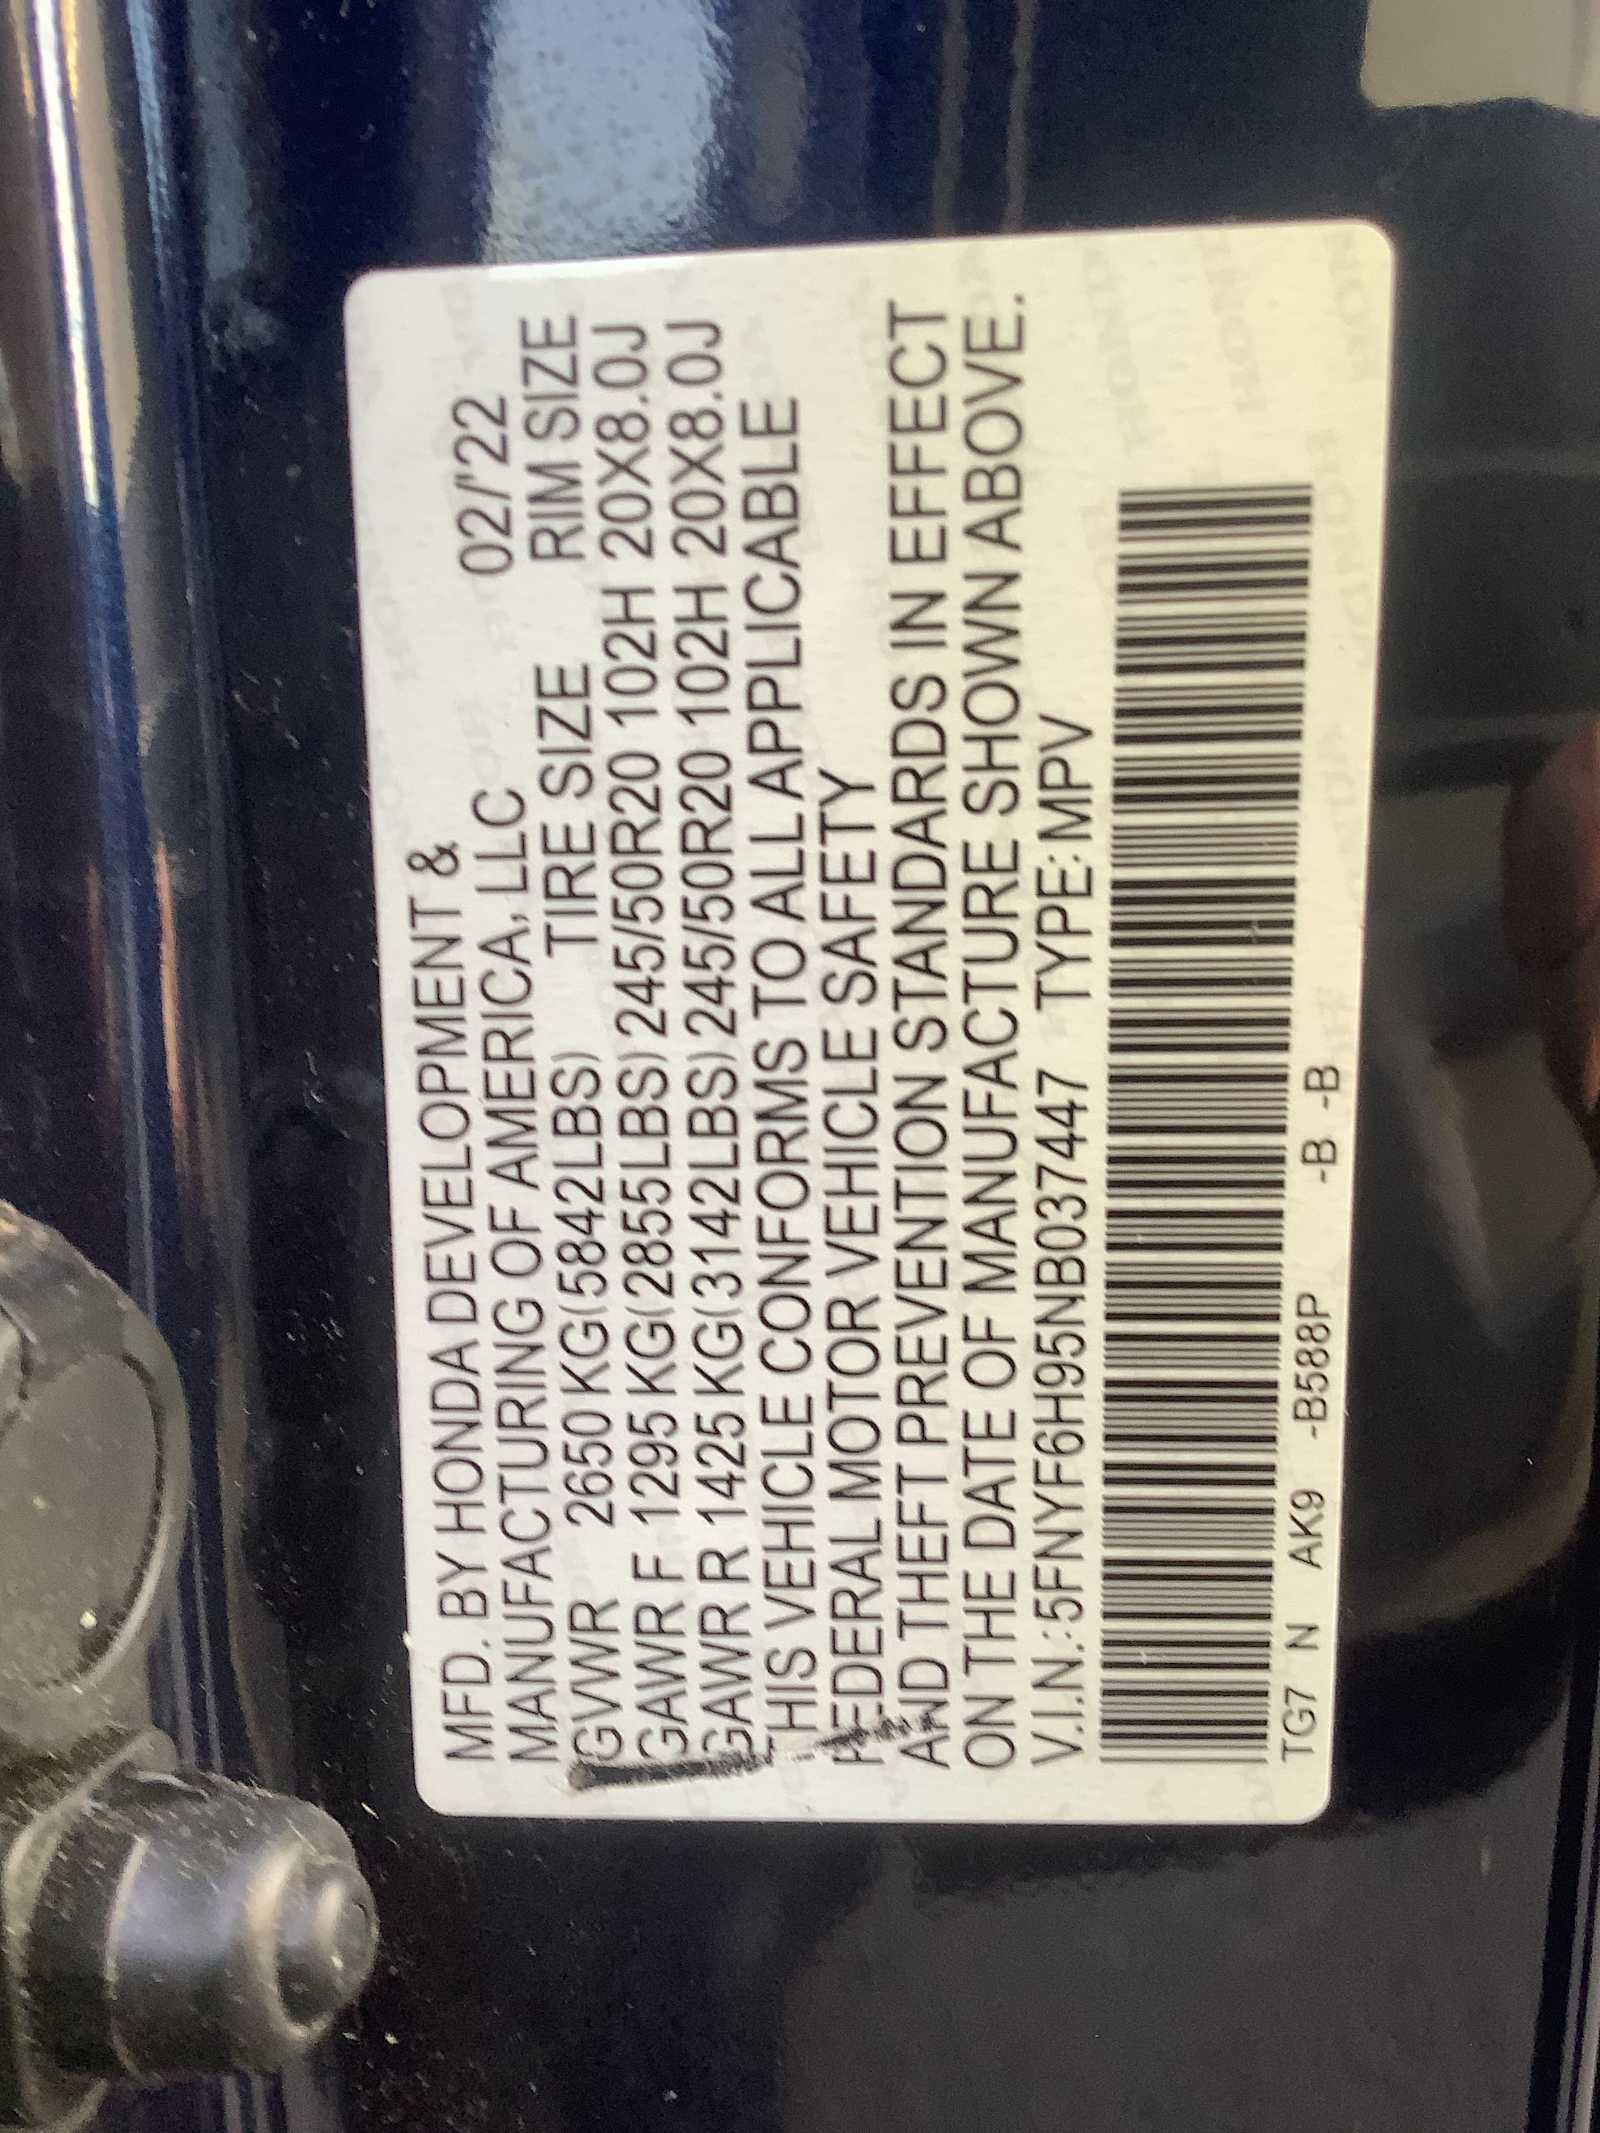 MFD. BY HONDA DEVELOPMENT &
MANUFACTURING OF AMERICA, LLC 02/'22
GVWR 2650 KG(5842LBS) TIRE SIZE RIM SIZE
GAWR F 1295 KG(2855LBS) 245/50R20 102H 20X8.0J
GAWR R 1425 KG(3142LBS) 245/50R20 102H 20X8.0J
THIS VEHICLE CONFORMS TO ALL APPLICABLE
FEDERAL MOTOR VEHICLE SAFETY
AND THEFT PREVENTION STANDARDS IN EFFECT
ON THE DATE OF MANUFACTURE SHOWN ABOVE.
V.I.N.:5FNYF6H95NB037447 TYPE:MPV
TG7 N AK9 -B588P -B -B